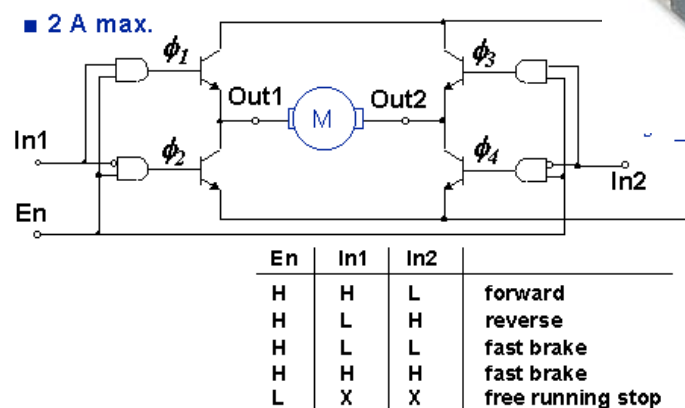 ■ 2 A max.
ϕ1
ϕ3
Out1
M
Out2
In1
ϕ2
ϕ4
In2
En
En In1 In2
H H L forward
H L H reverse
H L L fast brake
H H H fast brake
L X X free running stop